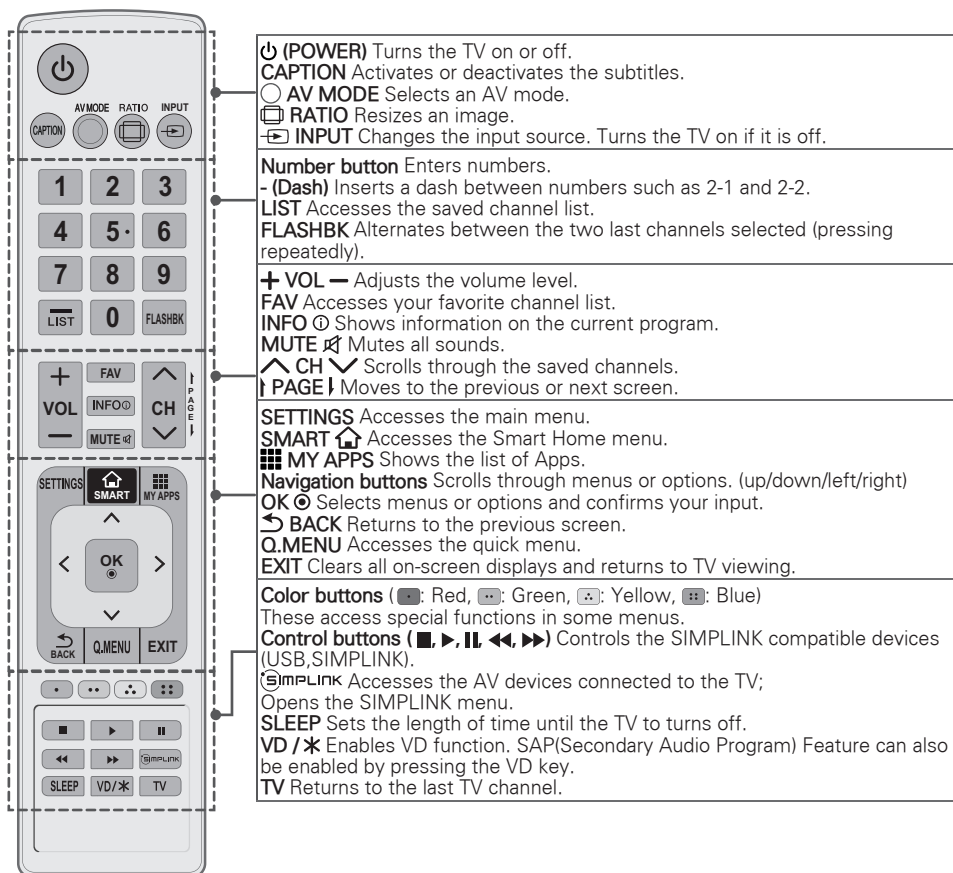 AV MODE RATIO INPUT
CAPTION
1 2 3
4 5 6
7 8 9
LIST 0 FLASHBK
+ FAV
VOL INFO ⓘ CH PAGE
- MUTE
SETTINGS SMART MY APPS
OK
BACK Q.MENU EXIT
SIMPLINK
SLEEP VD/* TV
(POWER) Turns the TV on or off.
CAPTION Activates or deactivates the subtitles.
AV MODE Selects an AV mode.
RATIO Resizes an image.
INPUT Changes the input source. Turns the TV on if it is off.
Number button Enters numbers.
- (Dash) Inserts a dash between numbers such as 2-1 and 2-2.
LIST Accesses the saved channel list.
FLASHBK Alternates between the two last channels selected (pressing
repeatedly).
+ VOL - Adjusts the volume level.
FAV Accesses your favorite channel list.
INFO ⓘ Shows information on the current program.
MUTE Mutes all sounds.
CH Scrolls through the saved channels.
PAGE Moves to the previous or next screen.
SETTINGS Accesses the main menu.
SMART Accesses the Smart Home menu.
MY APPS Shows the list of Apps.
Navigation buttons Scrolls through menus or options. (up/down/left/right)
OK ⦿ Selects menus or options and confirms your input.
BACK Returns to the previous screen.
Q.MENU Accesses the quick menu.
EXIT Clears all on-screen displays and returns to TV viewing.
Color buttons ( : Red, : Green, : Yellow, : Blue)
These access special functions in some menus.
Control buttons (■, ▶, II, ◀◀, ▶▶) Controls the SIMPLINK compatible devices
(USB,SIMPLINK).
SIMPLINK Accesses the AV devices connected to the TV;
Opens the SIMPLINK menu.
SLEEP Sets the length of time until the TV to turns off.
VD / * Enables VD function. SAP(Secondary Audio Program) Feature can also
be enabled by pressing the VD key.
TV Returns to the last TV channel.